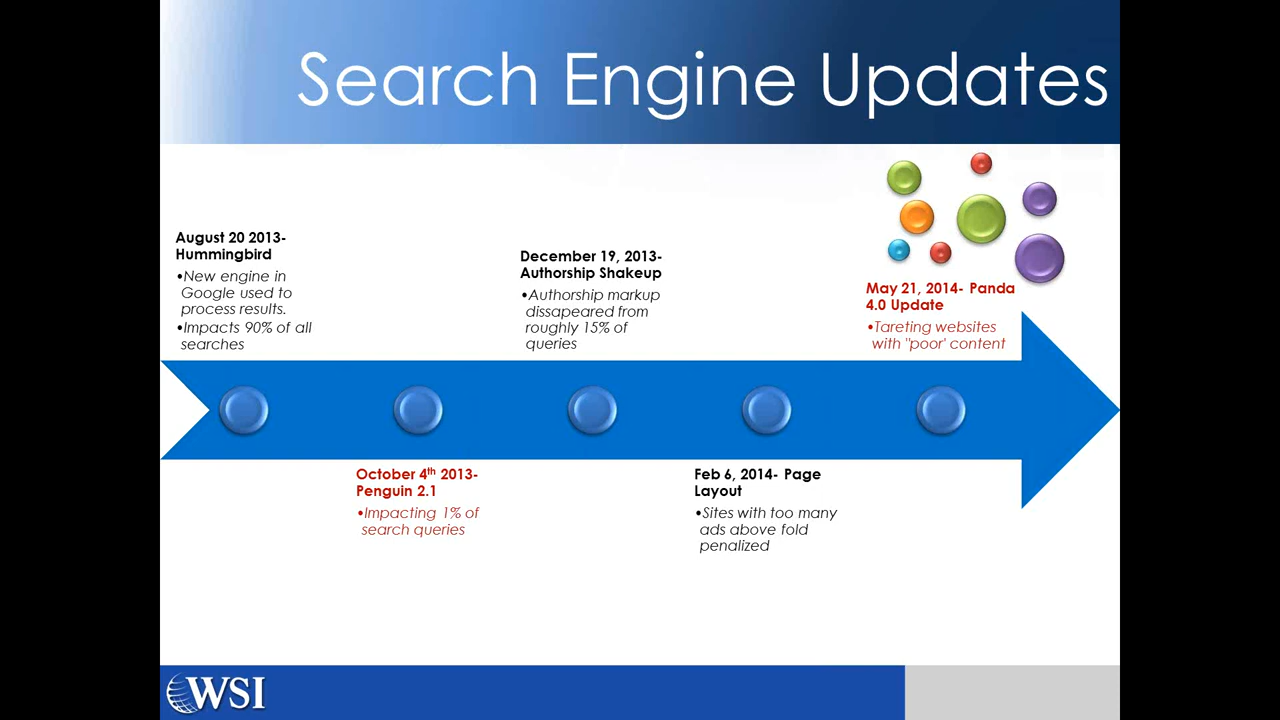 Search Engine Updates
August 20 2013-
Hummingbird
•New engine in
Google used to
process results.
•Impacts 90% of all
searches
October 4th 2013-
Penguin 2.1
•Impacting 1% of
search queries
December 19, 2013-
Authorship Shakeup
•Authorship markup
dissapeared from
roughly 15% of
queries
Feb 6, 2014- Page
Layout
•Sites with too many
ads above fold
penalized
May 21, 2014- Panda
4.0 Update
•Tareting websites
with "poor' content
WSI